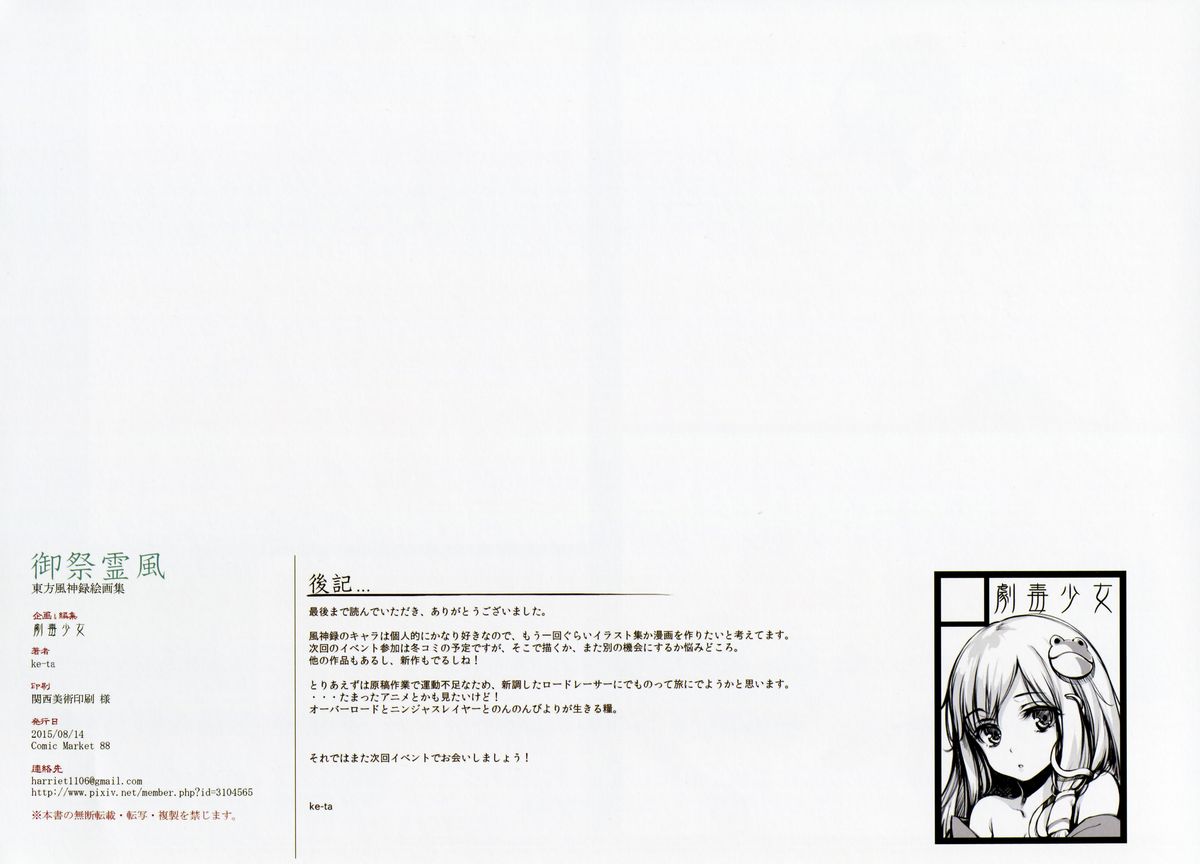 御祭霊風
東方風神録絵画集
企画；編集
劇毒少女
著者
ke-ta
印刷
関西美術印刷 様
発行日
2015/08/14
Comic Market 88
連絡先
harriet1106@gmail.com
http://www.pixiv.net/member.php?id=3104565
※本書の無断転載・転写・複製を禁じます。
後記...
最後まで読んでいただき、ありがとうございました。
風神録のキャラは個人的にかなり好きなので、もう一回ぐらいイラスト集か漫画を作りたいと考えてます。
次回のイベント参加は冬コミの予定ですが、そこで描くか、また別の機会にするか悩みどころ。
他の作品もあるし、新作もでるしね！
とりあえずは原稿作業で運動不足なため、新調したロードレーサーにでものって旅にでようかと思います。
・・・たまったアニメとかも見たいけど！
オーバーロードとニンジャスレイヤーとのんのんびよりが生きる糧。
それではまた次回イベントでお会いしましょう！
ke-ta
劇毒少女